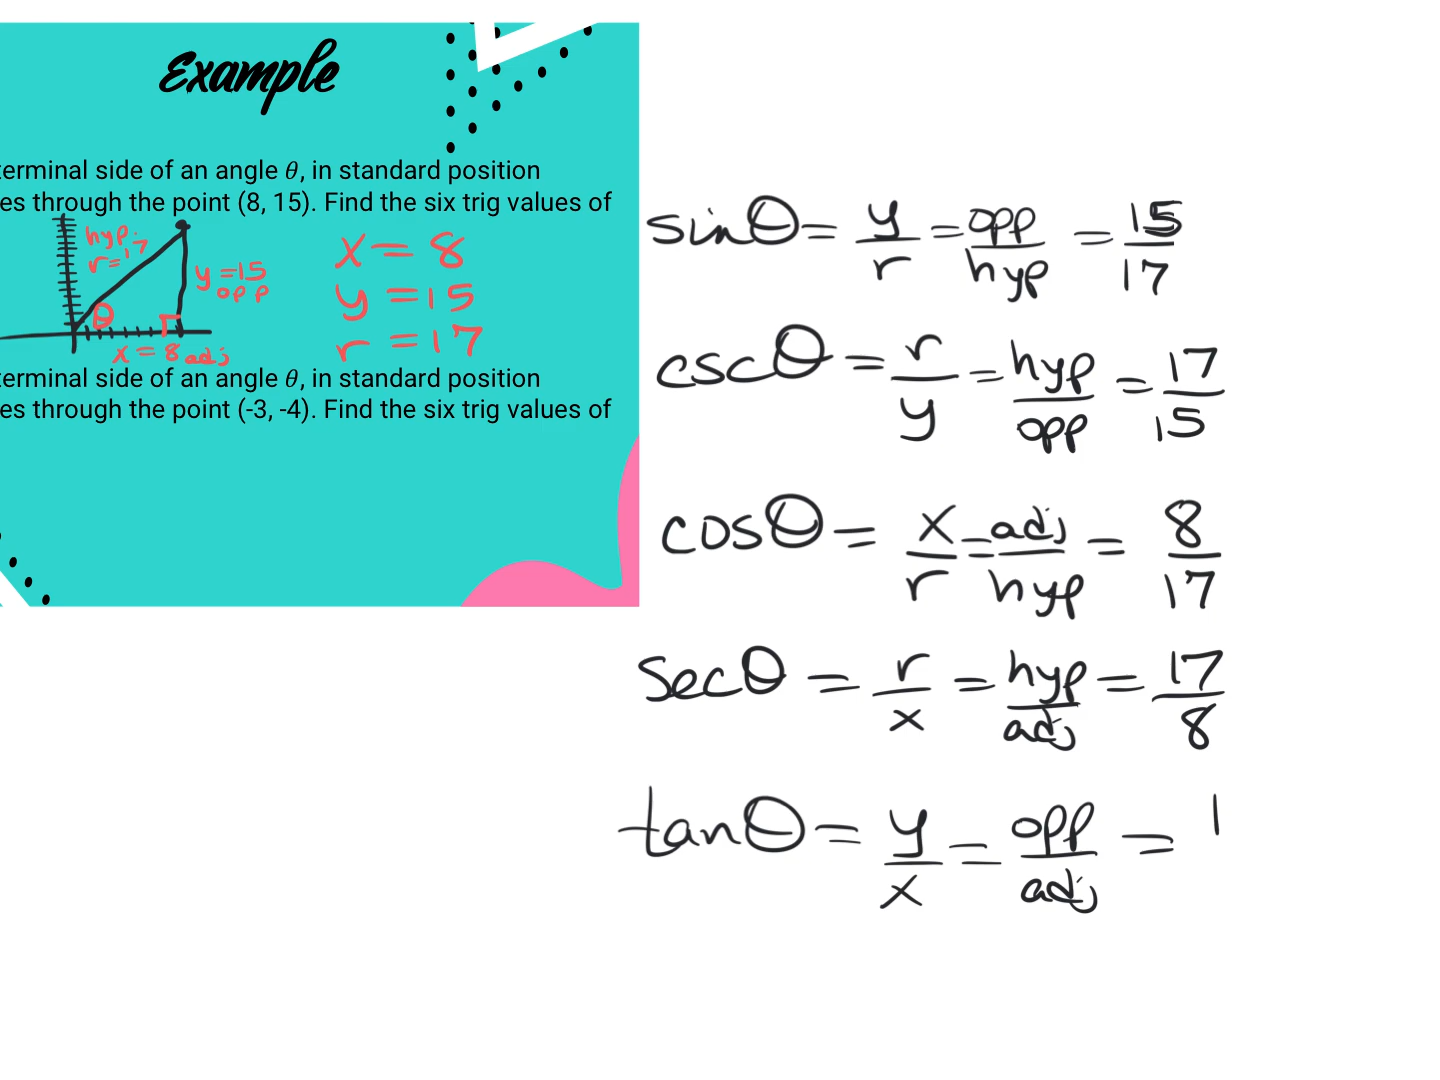 Example
terminal side of an angle θ, in standard position
es through the point (8, 15). Find the six trig values of
hyp.
r=17
y=15
opp
θ
x=8 adj
x=8
y=15
r=17
terminal side of an angle θ, in standard position
es through the point (-3, -4). Find the six trig values of
sinθ= y/r =opp/hyp =15/17
cscθ=r/y=hyp/opp=17/15
cosθ= x/r=adj/hyp= 8/17
secθ=r/x=hyp/adj=17/8
tanθ=y/x=opp/adj=1